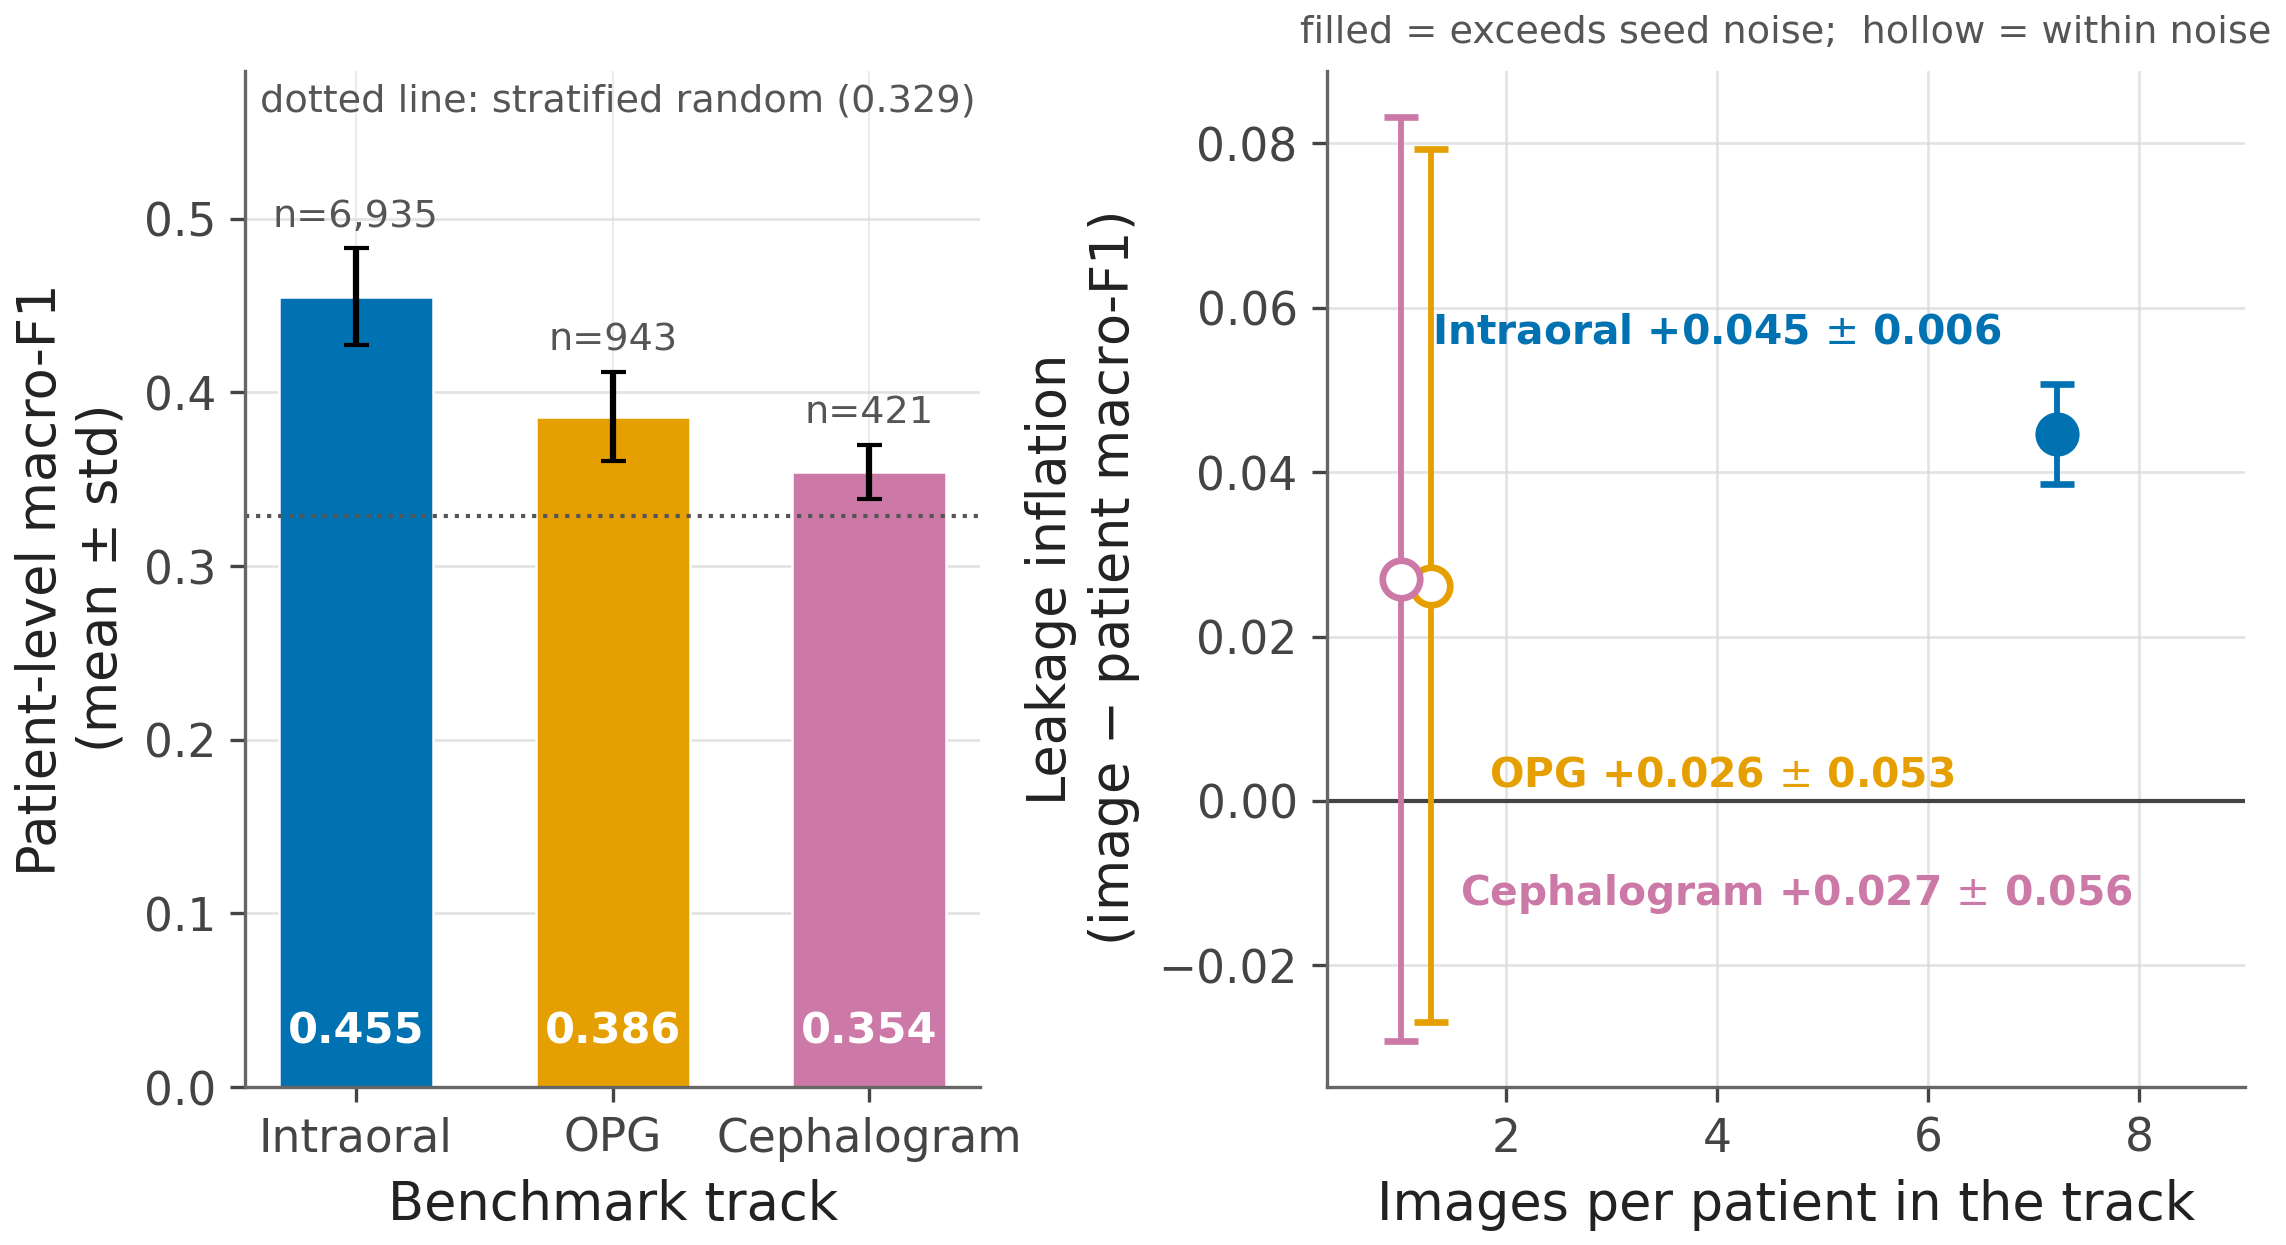 filled = exceeds seed noise;  hollow = within noise
dotted line: stratified random (0.329)
Patient-level macro-F1
(mean ± std)
0.5
0.4
0.3
0.2
0.1
0.0
n=6,935
n=943
n=421
0.455
0.386
0.354
Intraoral
OPG
Cephalogram
Benchmark track
Leakage inflation
(image − patient macro-F1)
0.08
0.06
0.04
0.02
0.00
−0.02
Intraoral +0.045 ± 0.006
OPG +0.026 ± 0.053
Cephalogram +0.027 ± 0.056
2
4
6
8
Images per patient in the track